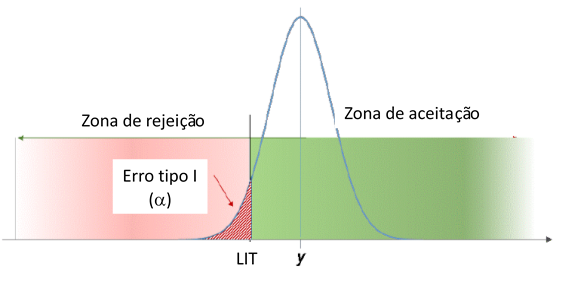 Zona de rejeição
Zona de aceitação
Erro tipo I
(α)
LIT
y